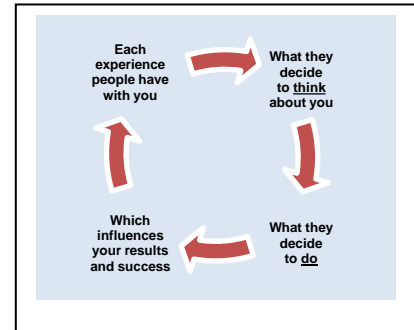 Each
experience
people have
with you
What they
decide
to think
about you
What they
decide
to do
Which
influences
your results
and success